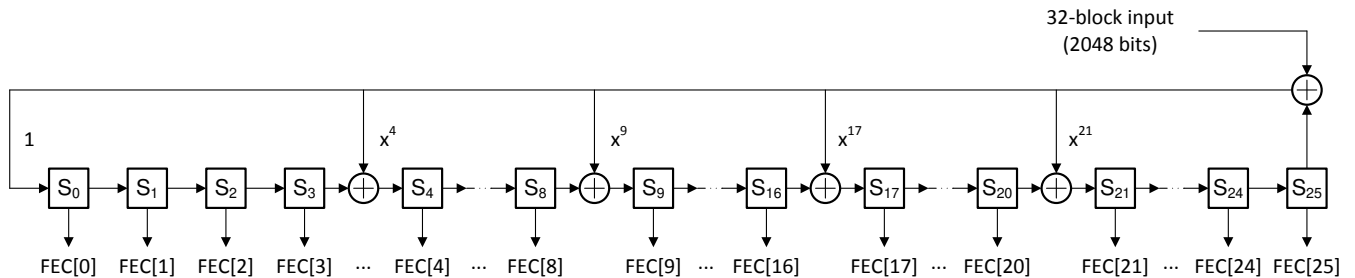 32-block input
(2048 bits)
1 x⁴ x⁹ x¹⁷ x²¹
S₀ S₁ S₂ S₃ S₄ ··· S₈ S₉ ··· S₁₆ S₁₇ ··· S₂₀ S₂₁ ··· S₂₄ S₂₅
FEC[0] FEC[1] FEC[2] FEC[3] ··· FEC[4] ··· FEC[8] FEC[9] ··· FEC[16] FEC[17] ··· FEC[20] FEC[21] ··· FEC[24] FEC[25]